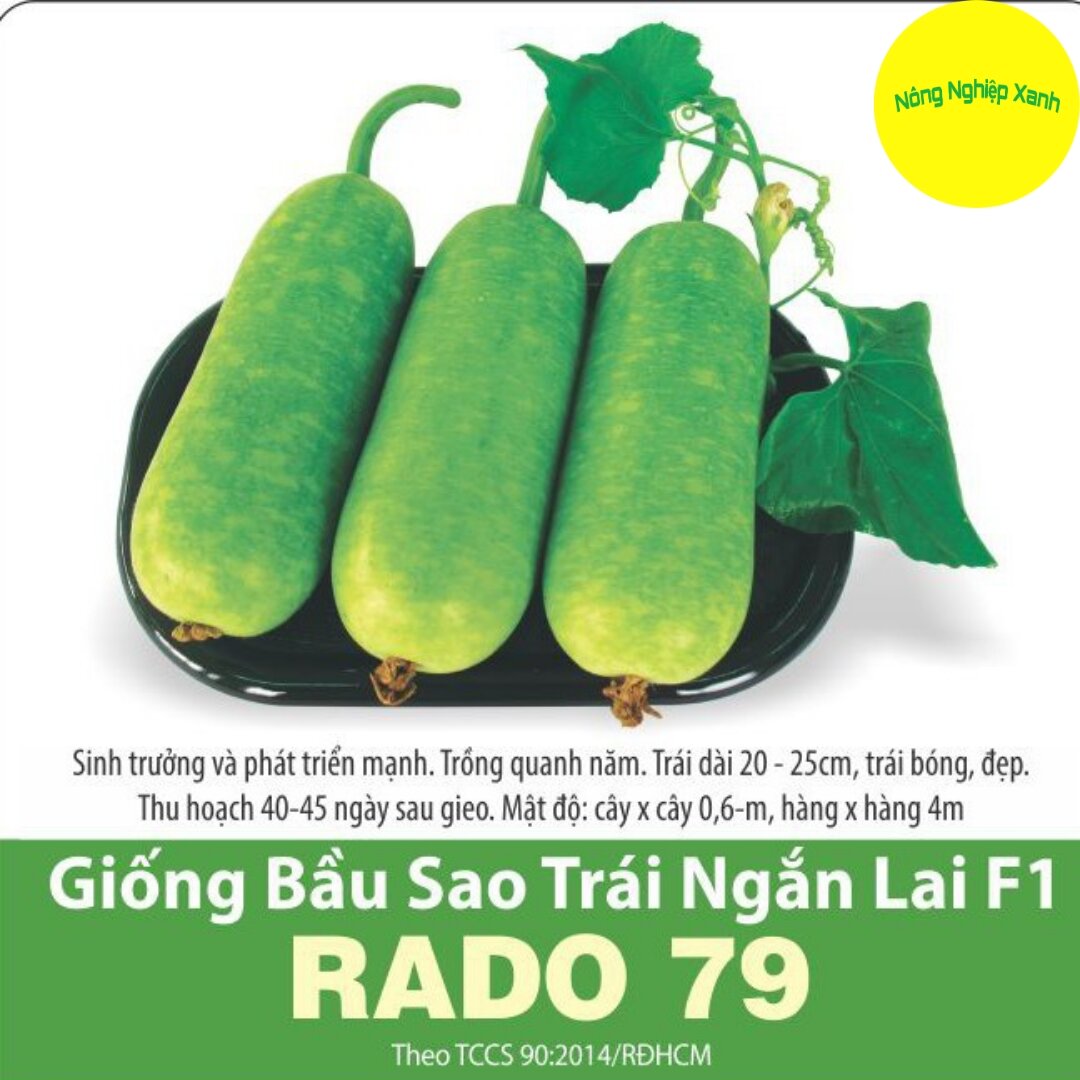 Nông Nghiệp Xanh
Sinh trưởng và phát triển mạnh. Trồng quanh năm. Trái dài 20 - 25cm, trái bóng, đẹp.
Thu hoạch 40-45 ngày sau gieo. Mật độ: cây x cây 0,6-m, hàng x hàng 4m
Giống Bầu Sao Trái Ngắn Lai F1
RADO 79
Theo TCCS 90:2014/RĐHCM